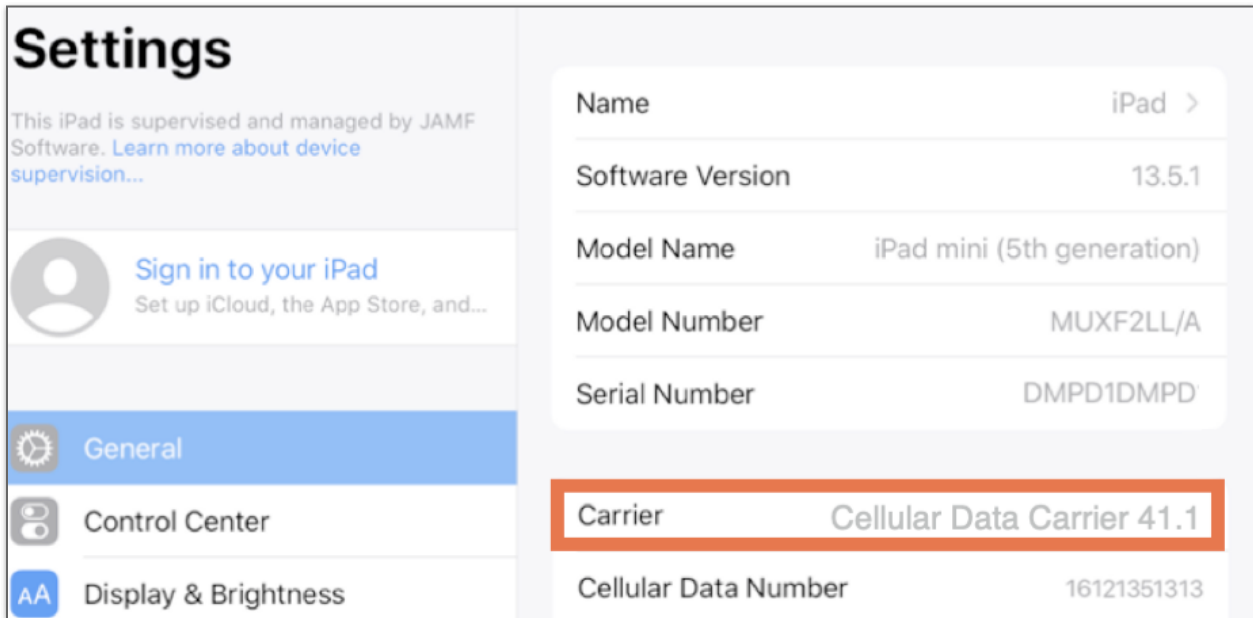 Settings
This iPad is supervised and managed by JAMF
Software. Learn more about device
supervision...
Sign in to your iPad
Set up iCloud, the App Store, and...
General
Control Center
AA Display & Brightness
Name iPad
Software Version 13.5.1
Model Name iPad mini (5th generation)
Model Number MUXF2LL/A
Serial Number DMPD1DMPD
Carrier Cellular Data Carrier 41.1
Cellular Data Number 16121351313